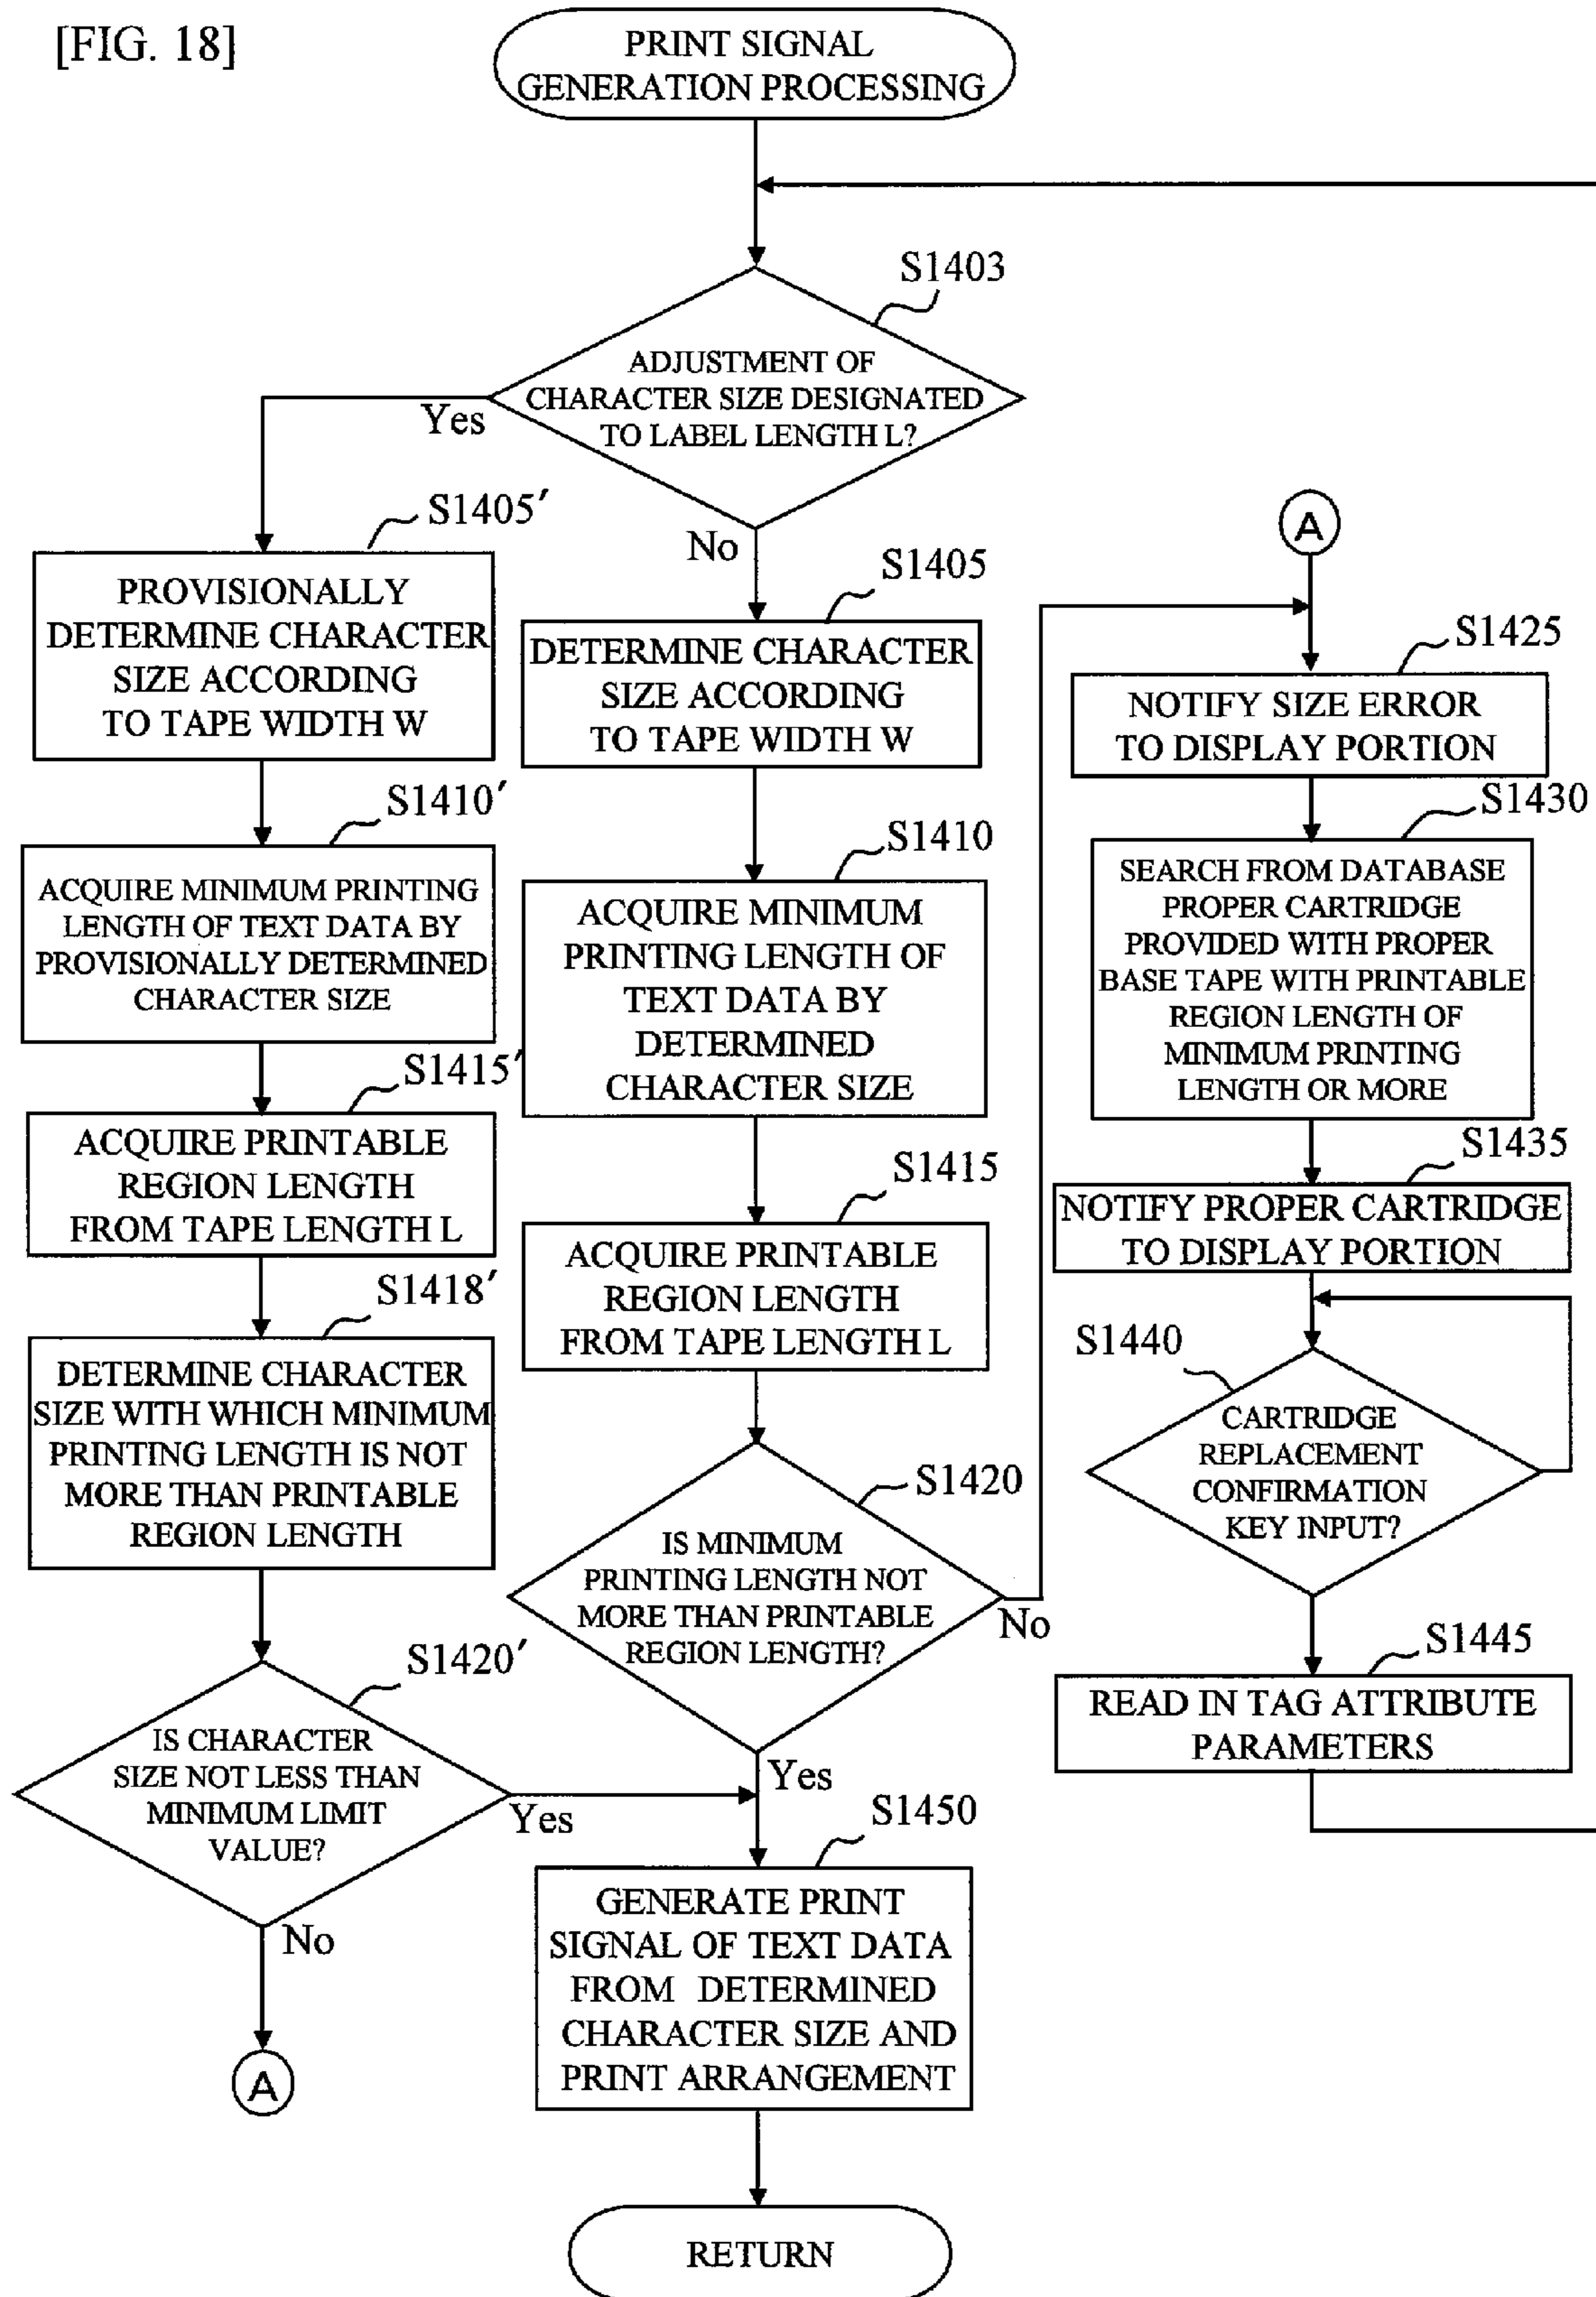 [FIG. 18]
PRINT SIGNAL
GENERATION PROCESSING
S1403
ADJUSTMENT OF
CHARACTER SIZE DESIGNATED
TO LABEL LENGTH L?
Yes
No
S1405′
PROVISIONALLY
DETERMINE CHARACTER
SIZE ACCORDING
TO TAPE WIDTH W
S1410′
ACQUIRE MINIMUM PRINTING
LENGTH OF TEXT DATA BY
PROVISIONALLY DETERMINED
CHARACTER SIZE
S1415′
ACQUIRE PRINTABLE
REGION LENGTH
FROM TAPE LENGTH L
S1418′
DETERMINE CHARACTER
SIZE WITH WHICH MINIMUM
PRINTING LENGTH IS NOT
MORE THAN PRINTABLE
REGION LENGTH
S1420′
IS CHARACTER
SIZE NOT LESS THAN
MINIMUM LIMIT
VALUE?
Yes
No
A
S1405
DETERMINE CHARACTER
SIZE ACCORDING
TO TAPE WIDTH W
S1410
ACQUIRE MINIMUM
PRINTING LENGTH OF
TEXT DATA BY
DETERMINED
CHARACTER SIZE
S1415
ACQUIRE PRINTABLE
REGION LENGTH
FROM TAPE LENGTH L
S1420
IS MINIMUM
PRINTING LENGTH NOT
MORE THAN PRINTABLE
REGION LENGTH?
No
Yes
S1450
GENERATE PRINT
SIGNAL OF TEXT DATA
FROM DETERMINED
CHARACTER SIZE AND
PRINT ARRANGEMENT
RETURN
A
S1425
NOTIFY SIZE ERROR
TO DISPLAY PORTION
S1430
SEARCH FROM DATABASE
PROPER CARTRIDGE
PROVIDED WITH PROPER
BASE TAPE WITH PRINTABLE
REGION LENGTH OF
MINIMUM PRINTING
LENGTH OR MORE
S1435
NOTIFY PROPER CARTRIDGE
TO DISPLAY PORTION
S1440
CARTRIDGE
REPLACEMENT
CONFIRMATION
KEY INPUT?
S1445
READ IN TAG ATTRIBUTE
PARAMETERS